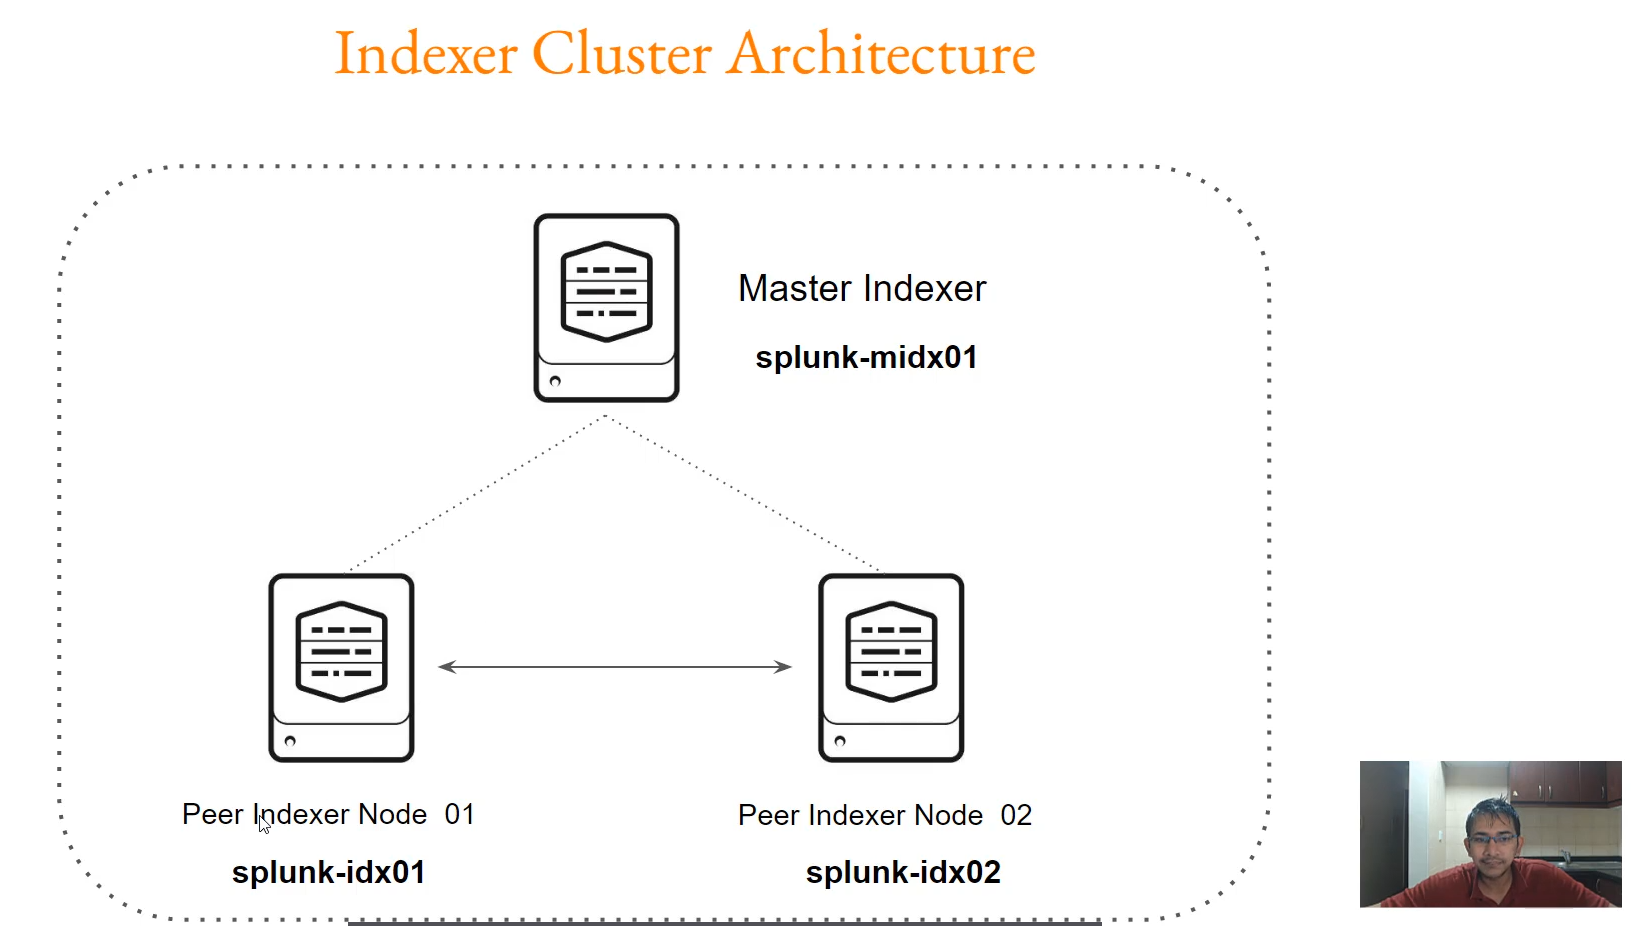 Indexer Cluster Architecture
Master Indexer
splunk-midx01
Peer Indexer Node 01
Peer Indexer Node 02
splunk-idx01
splunk-idx02